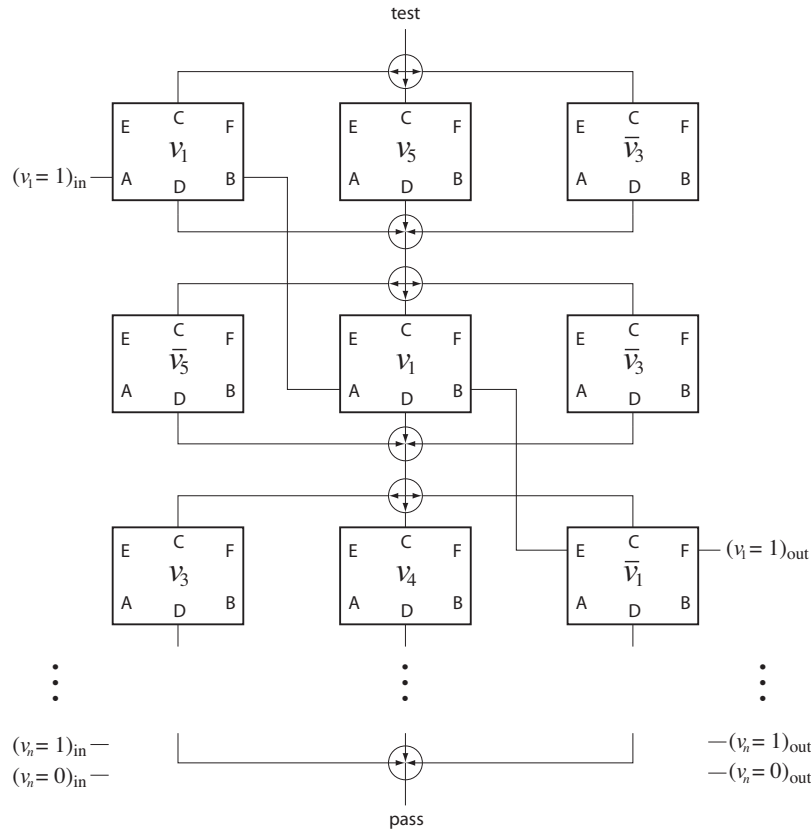 test
C C C
E F E F E F
v₁ v₅ v̅₃
(v₁ = 1)in A B A B A B
D D D
C C C
E F E F E F
v̅₅ v₁ v̅₃
A B A B A B
D D D
C C C
E F E F E F (v₁ = 1)out
v₃ v₄ v̅₁
A B A B A B
D D D
(vₙ = 1)in (vₙ = 1)out
(vₙ = 0)in (vₙ = 0)out
pass